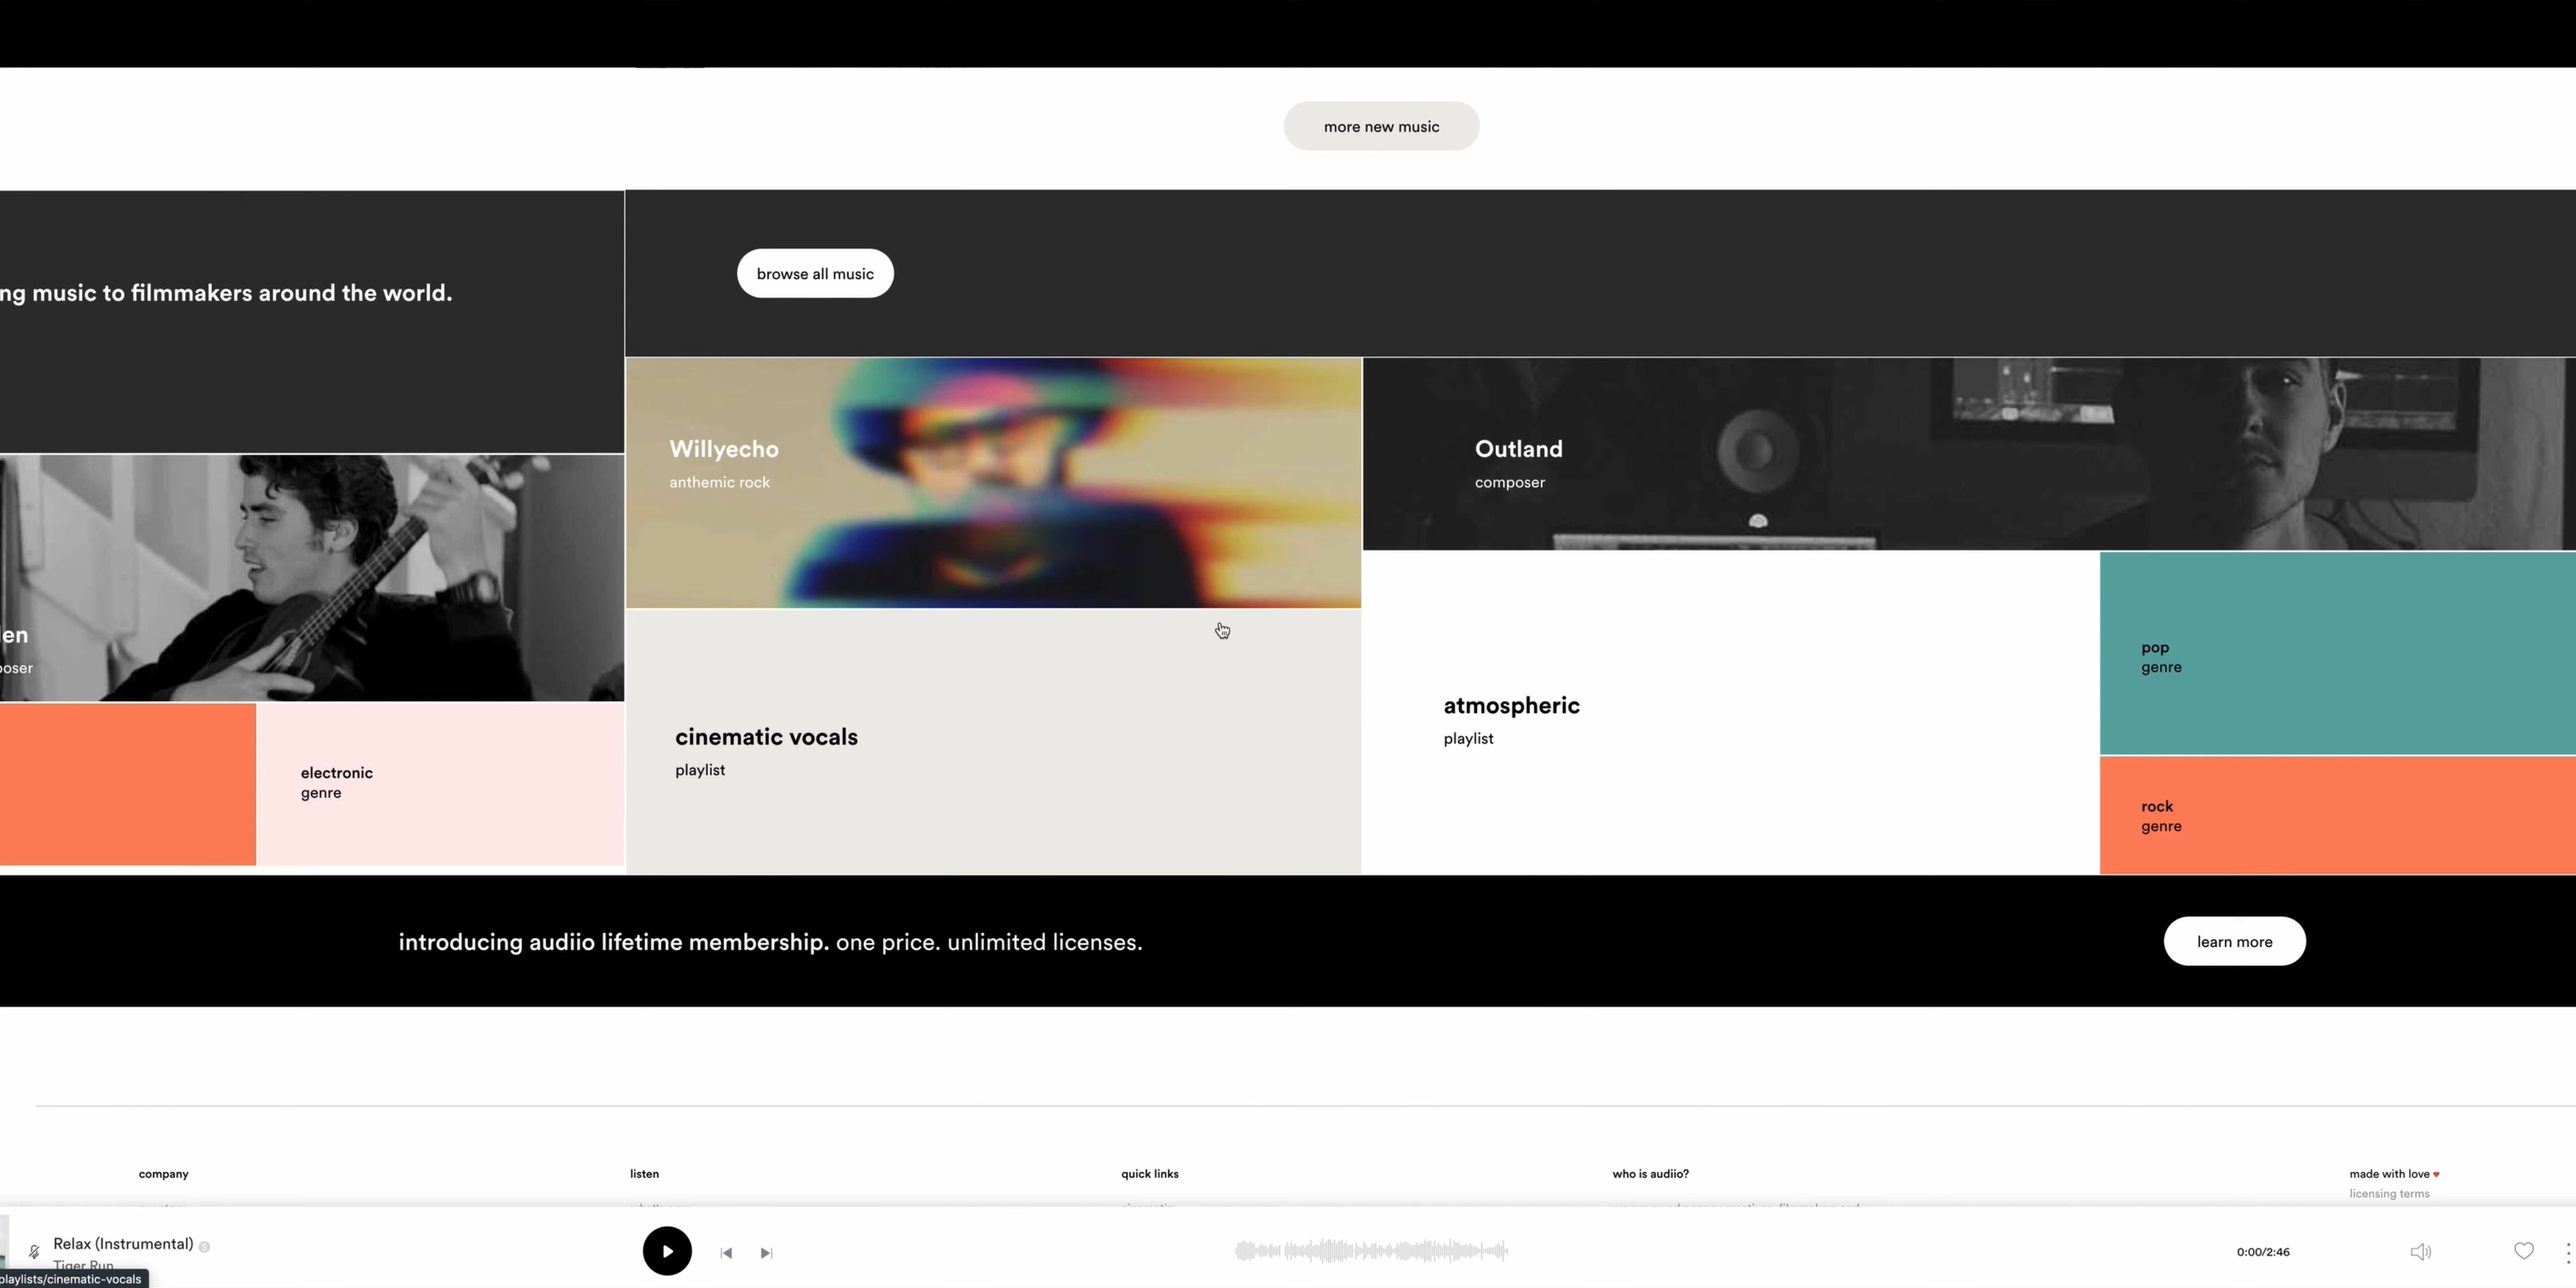 more new music
browse all music
ng music to filmmakers around the world.
Willyecho
anthemic rock
Outland
composer
en
poser
pop
genre
atmospheric
playlist
cinematic vocals
playlist
electronic
genre
rock
genre
introducing audiio lifetime membership. one price. unlimited licenses.
learn more
company
listen
quick links
who is audiio?
made with love
licensing terms
Relax (Instrumental) S
Tiger Run
0:00/2:46
playlists/cinematic-vocals